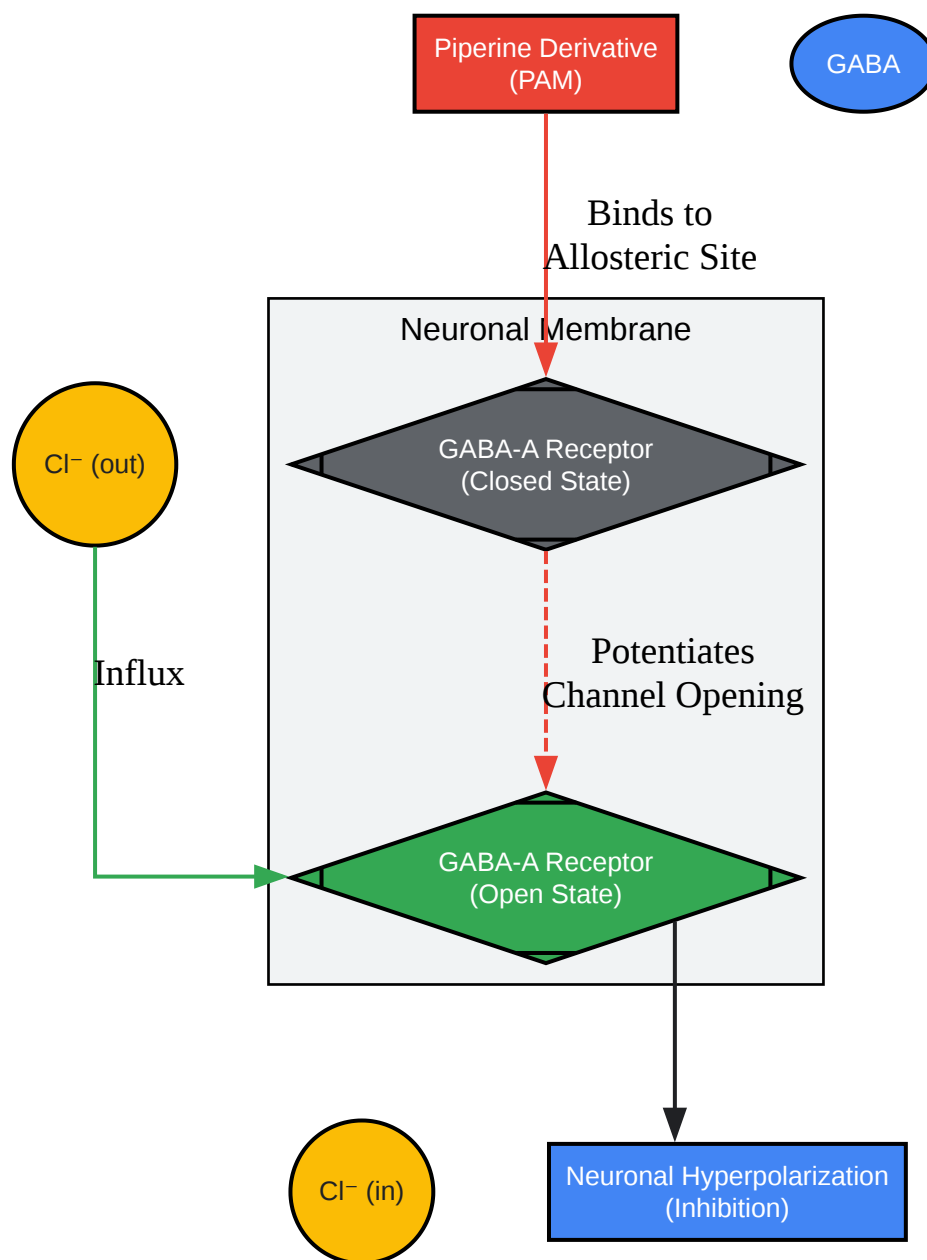 Piperine Derivative
(PAM)
GABA
Binds to
Allosteric Site
Neuronal Membrane
Cl⁻ (out)
GABA-A Receptor
(Closed State)
Influx
Potentiates
Channel Opening
GABA-A Receptor
(Open State)
Cl⁻ (in)
Neuronal Hyperpolarization
(Inhibition)